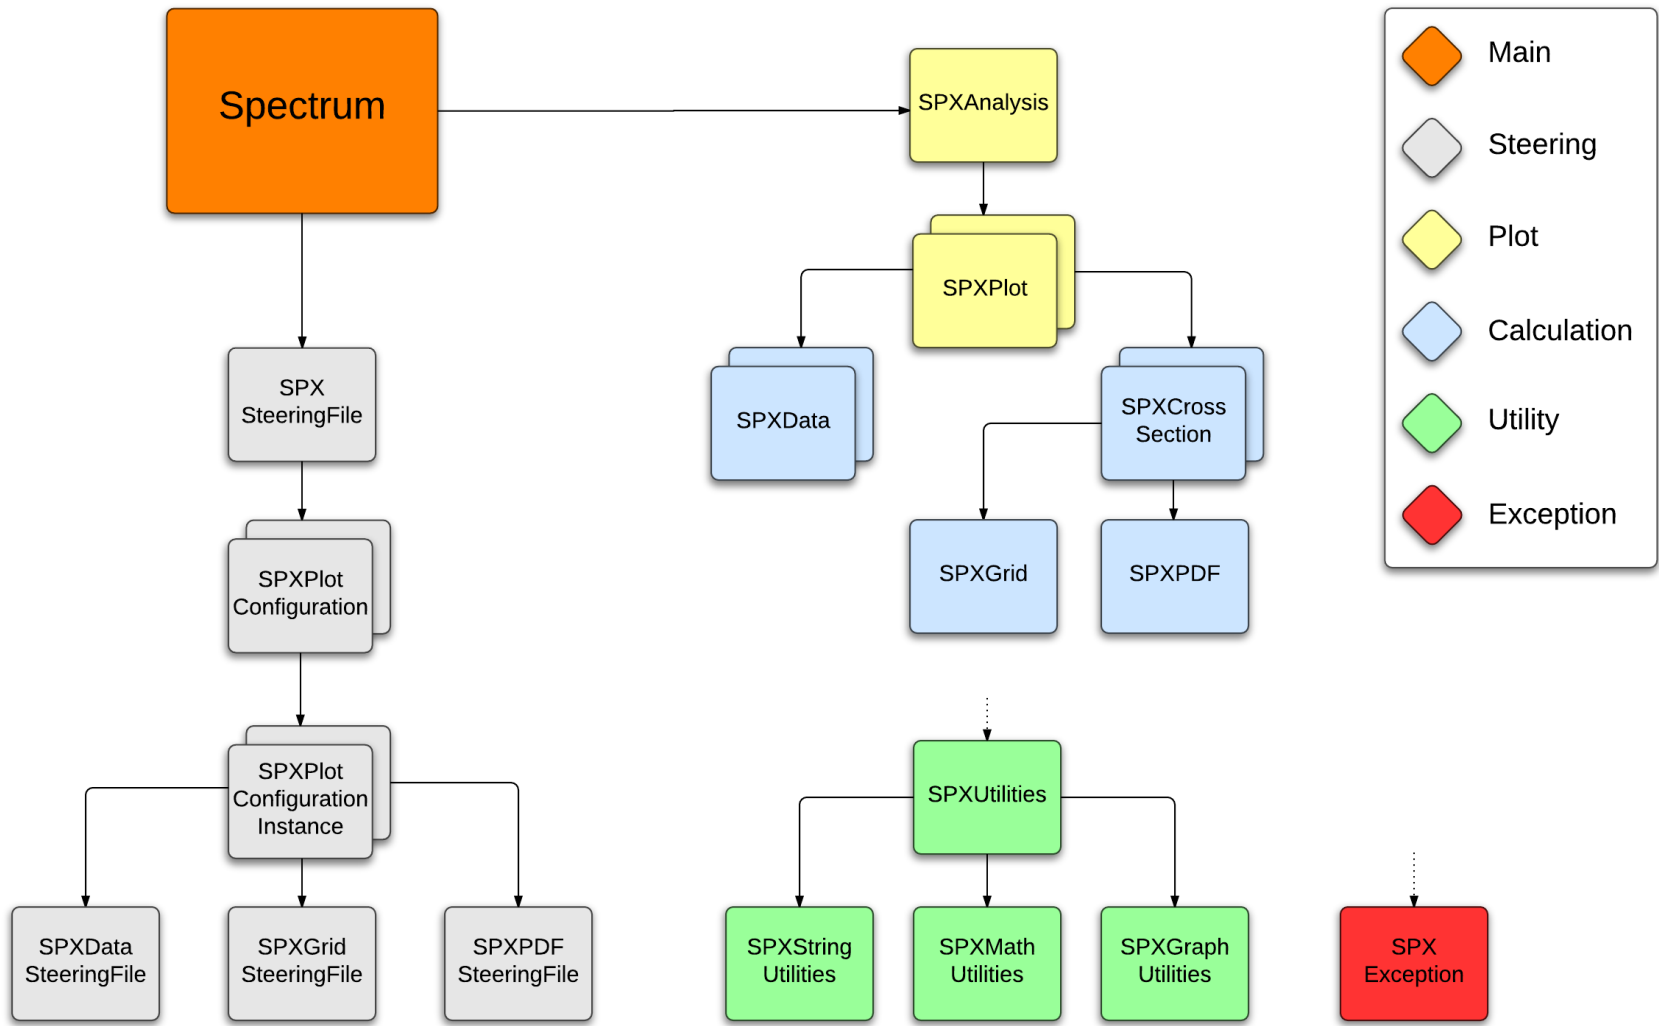 Spectrum
SPXAnalysis
SPXPlot
SPXData
SPXCross
Section
SPXGrid
SPXPDF
SPX
SteeringFile
SPXPlot
Configuration
SPXPlot
Configuration
Instance
SPXData
SteeringFile
SPXGrid
SteeringFile
SPXPDF
SteeringFile
SPXUtilities
SPXString
Utilities
SPXMath
Utilities
SPXGraph
Utilities
SPX
Exception
Main
Steering
Plot
Calculation
Utility
Exception